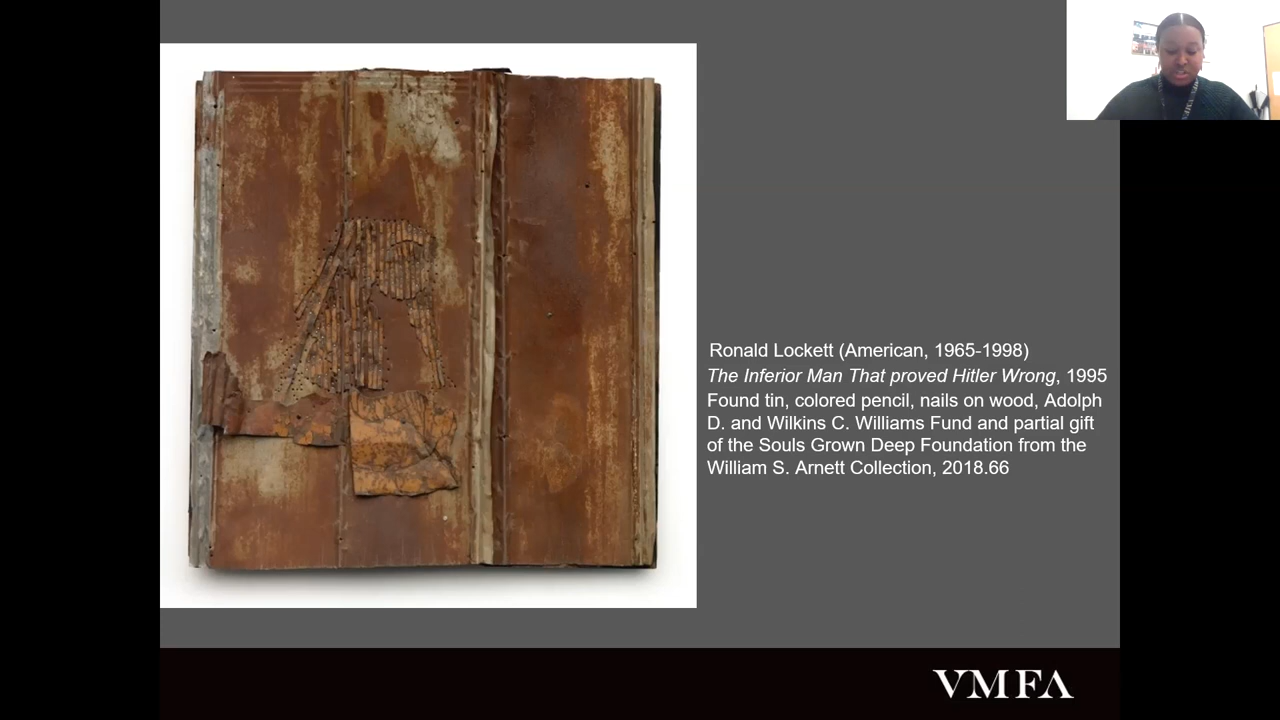 Ronald Lockett (American, 1965-1998)
The Inferior Man That proved Hitler Wrong, 1995
Found tin, colored pencil, nails on wood, Adolph
D. and Wilkins C. Williams Fund and partial gift
of the Souls Grown Deep Foundation from the
William S. Arnett Collection, 2018.66
VMFA